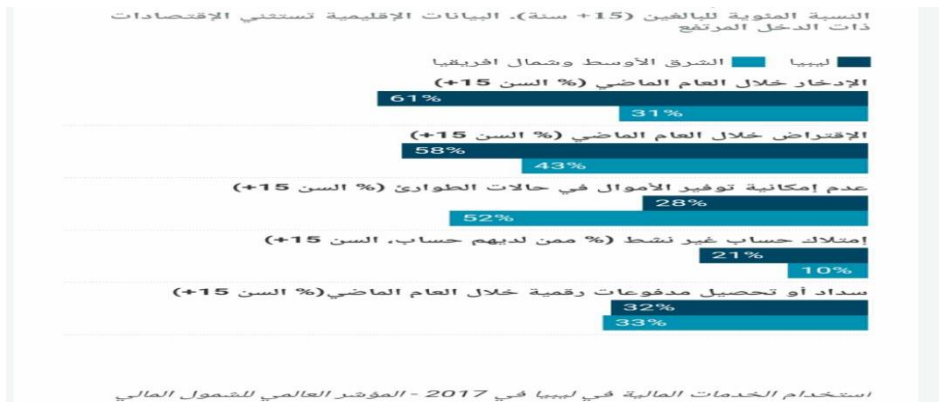 النسبة المئوية للبالغين (15+ سنة). البيانات الإقليمية تستثني الإقتصادات
ذات الدخل المرتفع
ليبيا الشرق الأوسط وشمال افريقيا
الإدخار خلال العام الماضي (% السن 15+)
61%
31%
الإقتراض خلال العام الماضي (% السن 15+)
58%
43%
عدم إمكانية توفير الأموال في حالات الطوارئ (% السن 15+)
28%
52%
إمتلاك حساب غير نشط (% ممن لديهم حساب، السن 15+)
21%
10%
سداد أو تحصيل مدفوعات رقمية خلال العام الماضي(% السن 15+)
32%
33%
استخدام الخدمات المالية في ليبيا في 2017 - المؤشر العالمي للشمول المالي